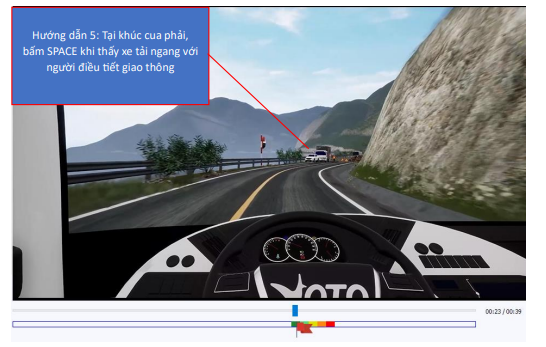 Hướng dẫn 5: Tại khúc cua phải,
bấm SPACE khi thấy xe tải ngang với
người điều tiết giao thông
YOTO
00:23 / 00:39